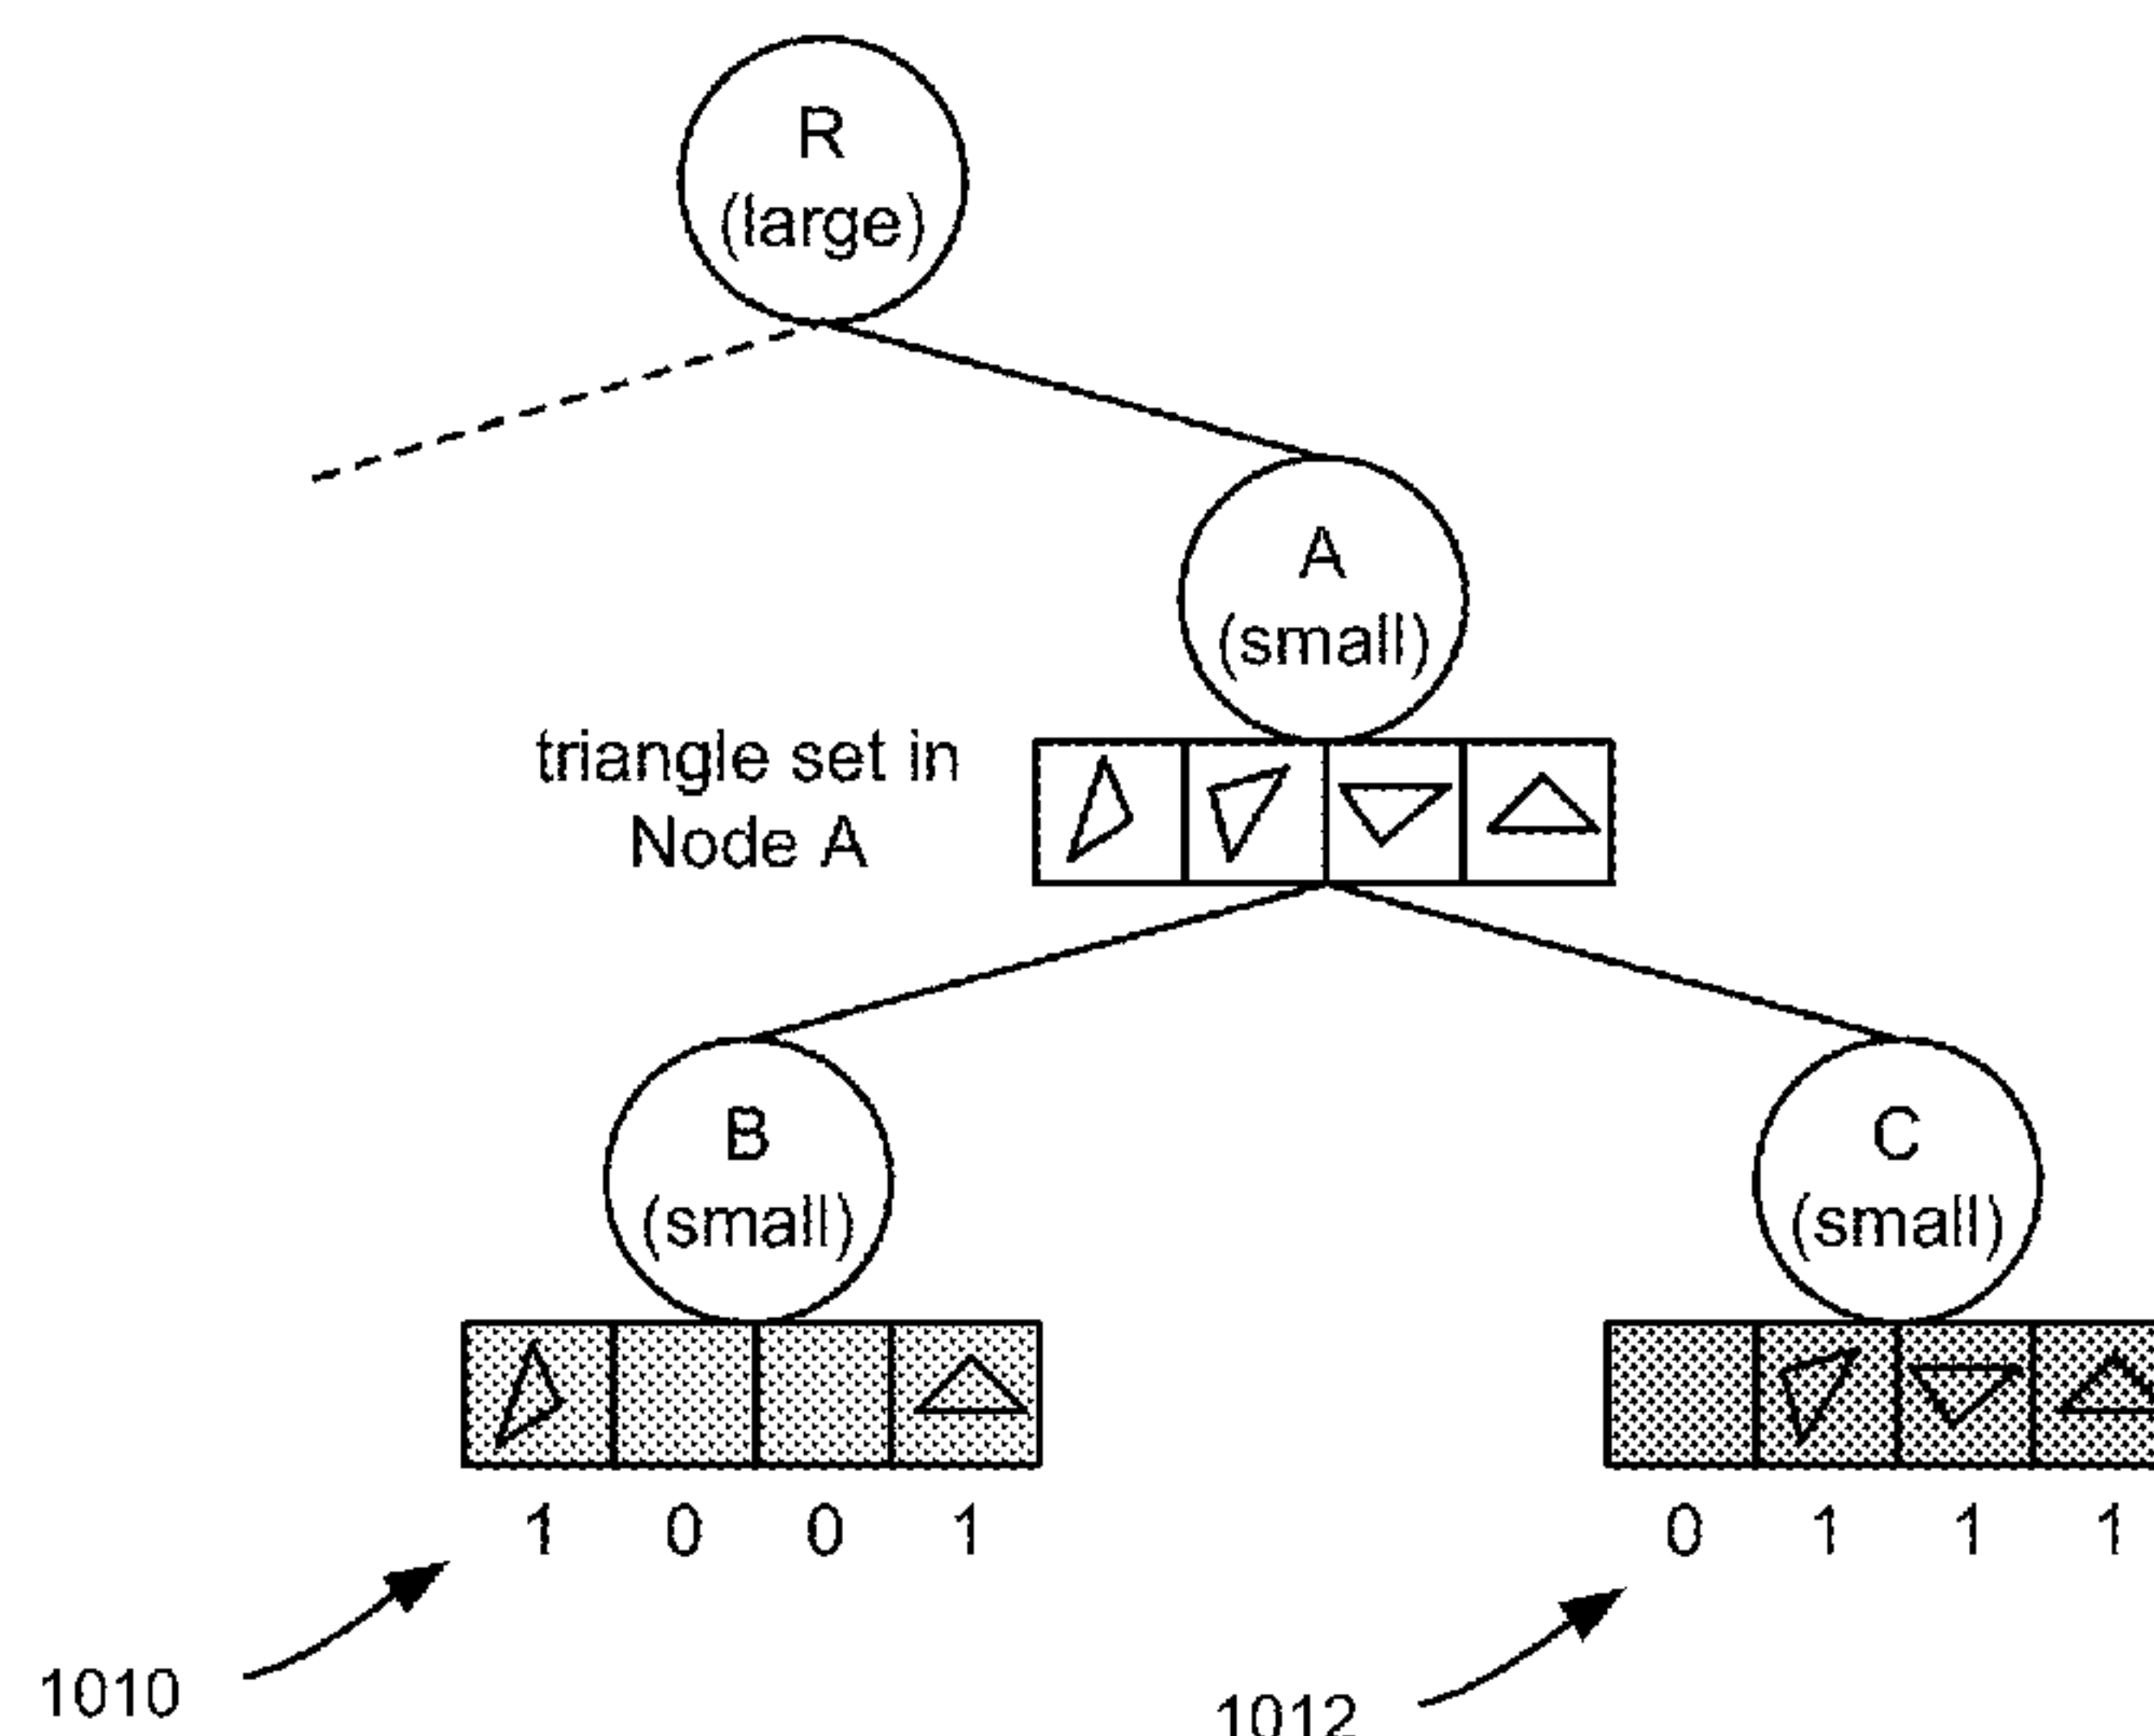 R
(large)
A
(small)
triangle set in
Node A
B
(small)
C
(small)
1 0 0 1
0 1 1 1
1010
1012